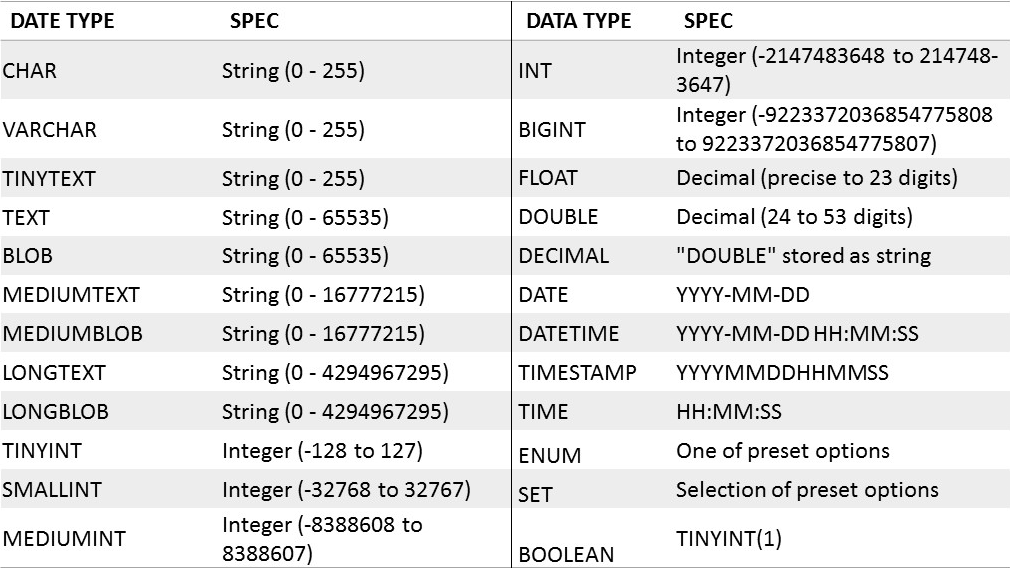 DATE TYPE SPEC DATA TYPE SPEC
CHAR String (0 - 255) INT Integer (-2147483648 to 214748-
3647)
VARCHAR String (0 - 255) BIGINT Integer (-9223372036854775808
to 9223372036854775807)
TINYTEXT String (0 - 255) FLOAT Decimal (precise to 23 digits)
TEXT String (0 - 65535) DOUBLE Decimal (24 to 53 digits)
BLOB String (0 - 65535) DECIMAL "DOUBLE" stored as string
MEDIUMTEXT String (0 - 16777215) DATE YYYY-MM-DD
MEDIUMBLOB String (0 - 16777215) DATETIME YYYY-MM-DD HH:MM:SS
LONGTEXT String (0 - 4294967295) TIMESTAMP YYYYMMDDHHMMSS
LONGBLOB String (0 - 4294967295) TIME HH:MM:SS
TINYINT Integer (-128 to 127) ENUM One of preset options
SMALLINT Integer (-32768 to 32767) SET Selection of preset options
MEDIUMINT Integer (-8388608 to
8388607) BOOLEAN TINYINT(1)